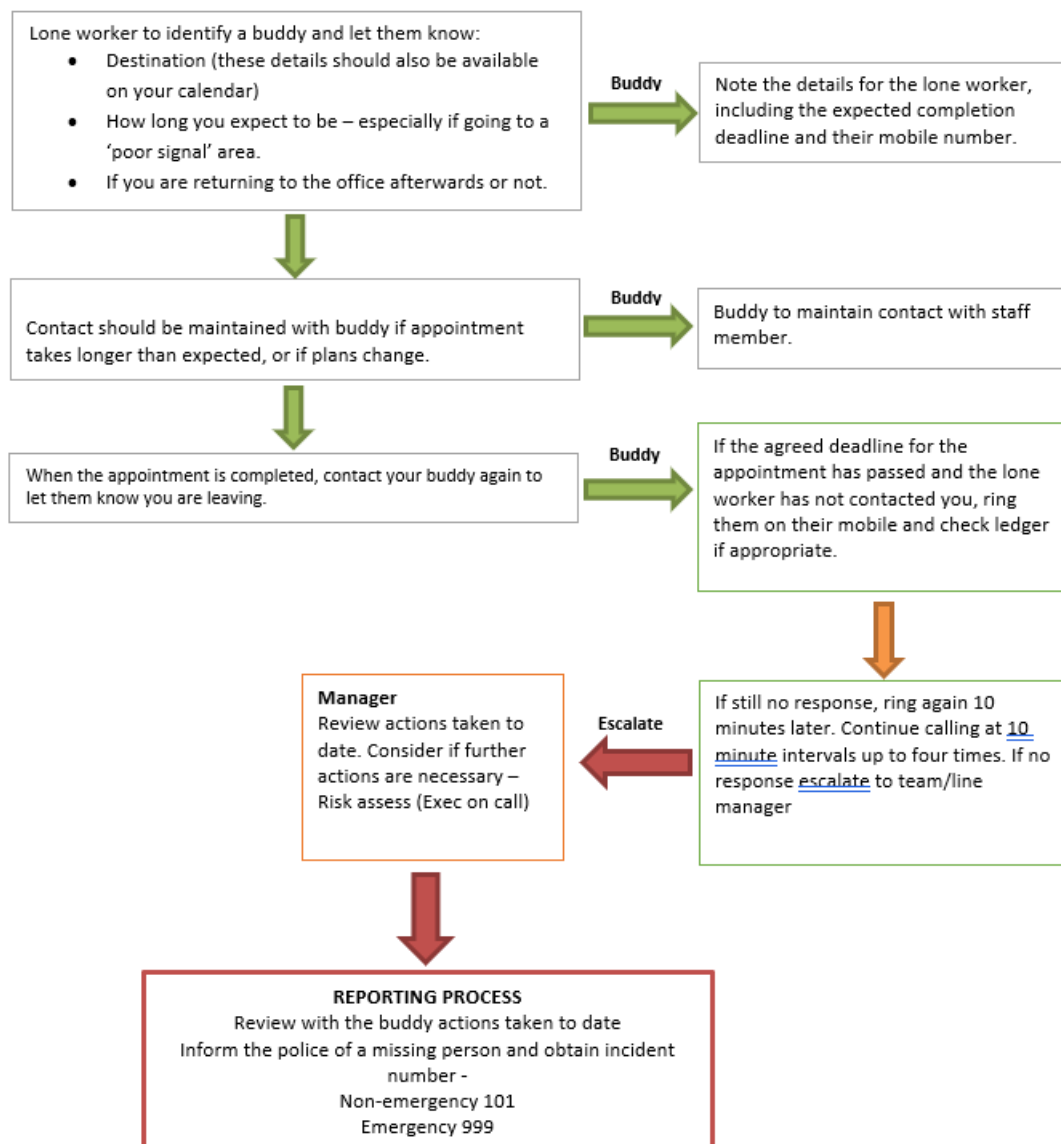 Lone worker to identify a buddy and let them know:
• Destination (these details should also be available
on your calendar)
• How long you expect to be – especially if going to a
‘poor signal’ area.
• If you are returning to the office afterwards or not.
Buddy
Note the details for the lone worker,
including the expected completion
deadline and their mobile number.
Contact should be maintained with buddy if appointment
takes longer than expected, or if plans change.
Buddy
Buddy to maintain contact with staff
member.
When the appointment is completed, contact your buddy again to
let them know you are leaving.
Buddy
If the agreed deadline for the
appointment has passed and the lone
worker has not contacted you, ring
them on their mobile and check ledger
if appropriate.
If still no response, ring again 10
minutes later. Continue calling at 10
minute intervals up to four times. If no
response escalate to team/line
manager
Escalate
Manager
Review actions taken to
date. Consider if further
actions are necessary –
Risk assess (Exec on call)
REPORTING PROCESS
Review with the buddy actions taken to date
Inform the police of a missing person and obtain incident
number -
Non-emergency 101
Emergency 999